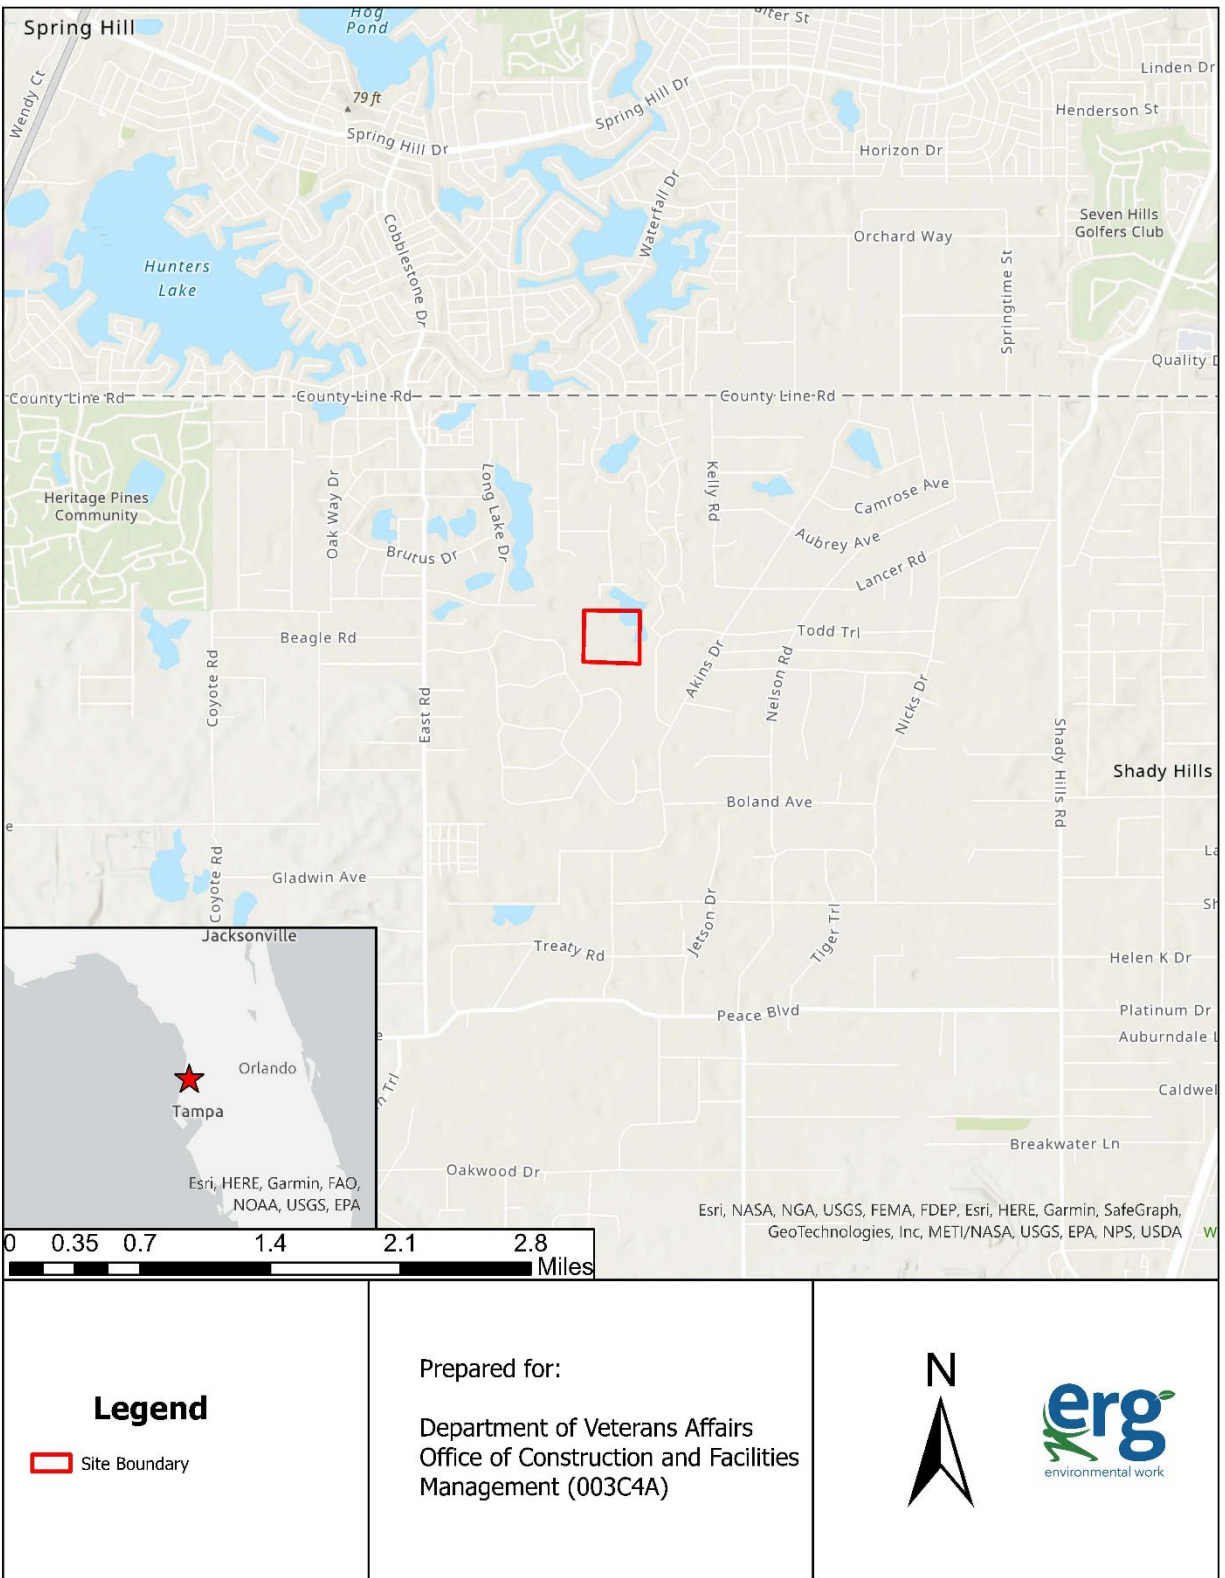 Spring Hill
Hog
Pond
Linden Dr
Wendy Ct
79 ft
Spring Hill Dr
Henderson St
Spring Hill Dr
Horizon Dr
Waterfall Dr
Seven Hills
Golfers Club
Cobblestone Dr
Orchard Way
Hunters
Lake
Springtime St
Quality
County Line Rd
County Line Rd
County Line Rd
Heritage Pines
Community
Oak Way Dr
Long Lake Dr
Kelly Rd
Camrose Ave
Brutus Dr
Aubrey Ave
Lancer Rd
Beagle Rd
Todd Trl
Coyote Rd
East Rd
Akins Dr
Nelson Rd
Nicks Dr
Shady Hills Rd
Shady Hills
Boland Ave
Coyote Rd
Gladwin Ave
Jetson Dr
Tiger Trl
Treaty Rd
Helen K Dr
Peace Blvd
Platinum Dr
Auburndale L
Caldwel
Breakwater Ln
Oakwood Dr
Jacksonville
Orlando
Tampa
Esri, HERE, Garmin, FAO,
NOAA, USGS, EPA
Esri, NASA, NGA, USGS, FEMA, FDEP, Esri, HERE, Garmin, SafeGraph,
GeoTechnologies, Inc, METI/NASA, USGS, EPA, NPS, USDA
0 0.35 0.7 1.4 2.1 2.8
Miles
Legend
Site Boundary
Prepared for:
Department of Veterans Affairs
Office of Construction and Facilities
Management (003C4A)
N
erg
environmental work